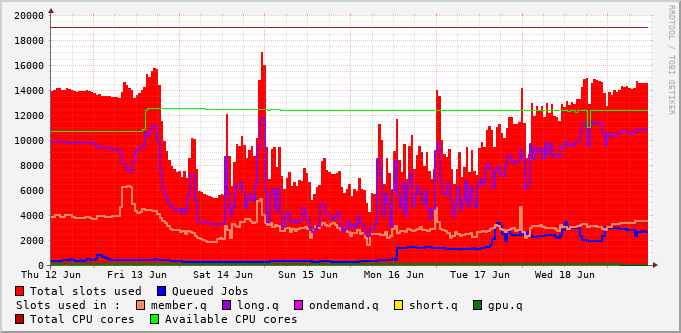 20000
18000
16000
14000
12000
10000
8000
6000
4000
2000
0
Thu 12 Jun Fri 13 Jun Sat 14 Jun Sun 15 Jun Mon 16 Jun Tue 17 Jun Wed 18 Jun
Total slots used Queued Jobs
Slots used in : member.q long.q ondemand.q short.q gpu.q
Total CPU cores Available CPU cores
RRDTOOL / TOBI OETIKER